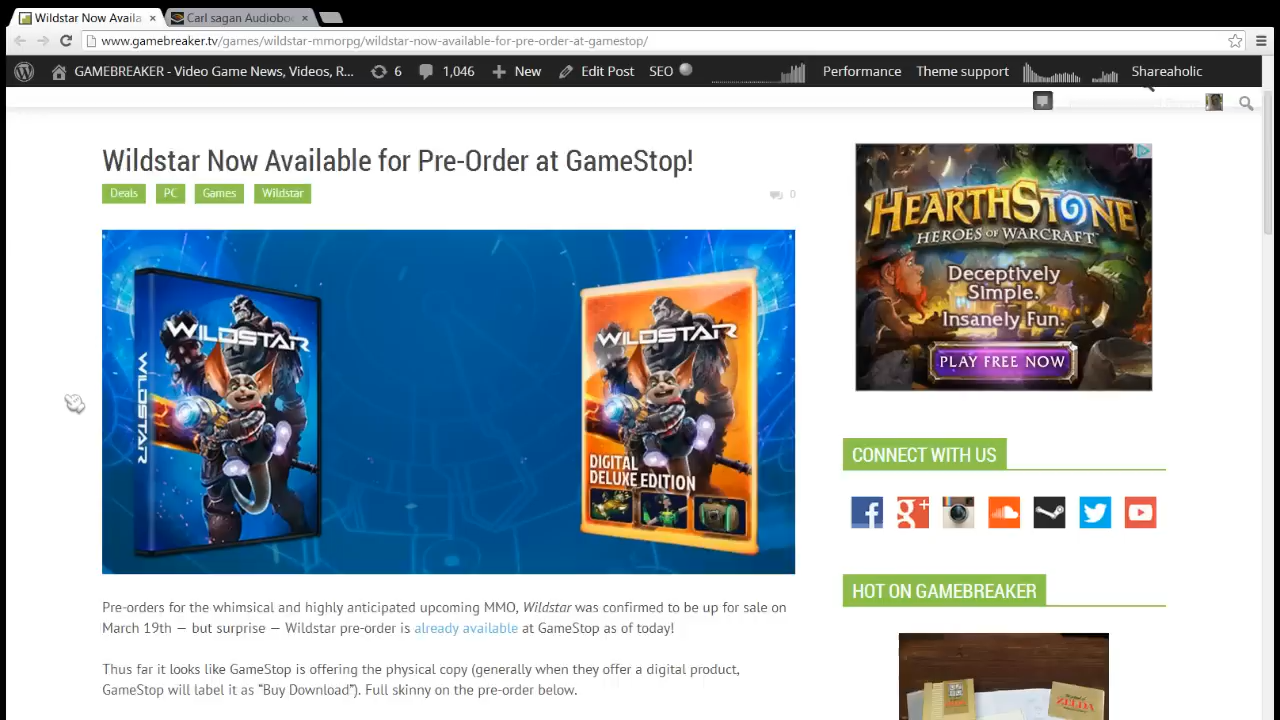 Wildstar Now Availa
Carl sagan Audioboo
www.gamebreaker.tv/games/wildstar-mmorpg/wildstar-now-available-for-pre-order-at-gamestop/
GAMEBREAKER - Video Game News, Videos, R... 6 1,046 New Edit Post SEO Performance Theme support Shareaholic
Wildstar Now Available for Pre-Order at GameStop!
Deals PC Games Wildstar 0
WILDSTAR
WILDSTAR
WILDSTAR
DIGITAL
DELUXE EDITION
Pre-orders for the whimsical and highly anticipated upcoming MMO, Wildstar was confirmed to be up for sale on
March 19th — but surprise — Wildstar pre-order is already available at GameStop as of today!
Thus far it looks like GameStop is offering the physical copy (generally when they offer a digital product,
GameStop will label it as “Buy Download”). Full skinny on the pre-order below.
HEARTHSTONE
HEROES OF WARCRAFT
Deceptively
Simple.
Insanely Fun.
PLAY FREE NOW
CONNECT WITH US
HOT ON GAMEBREAKER